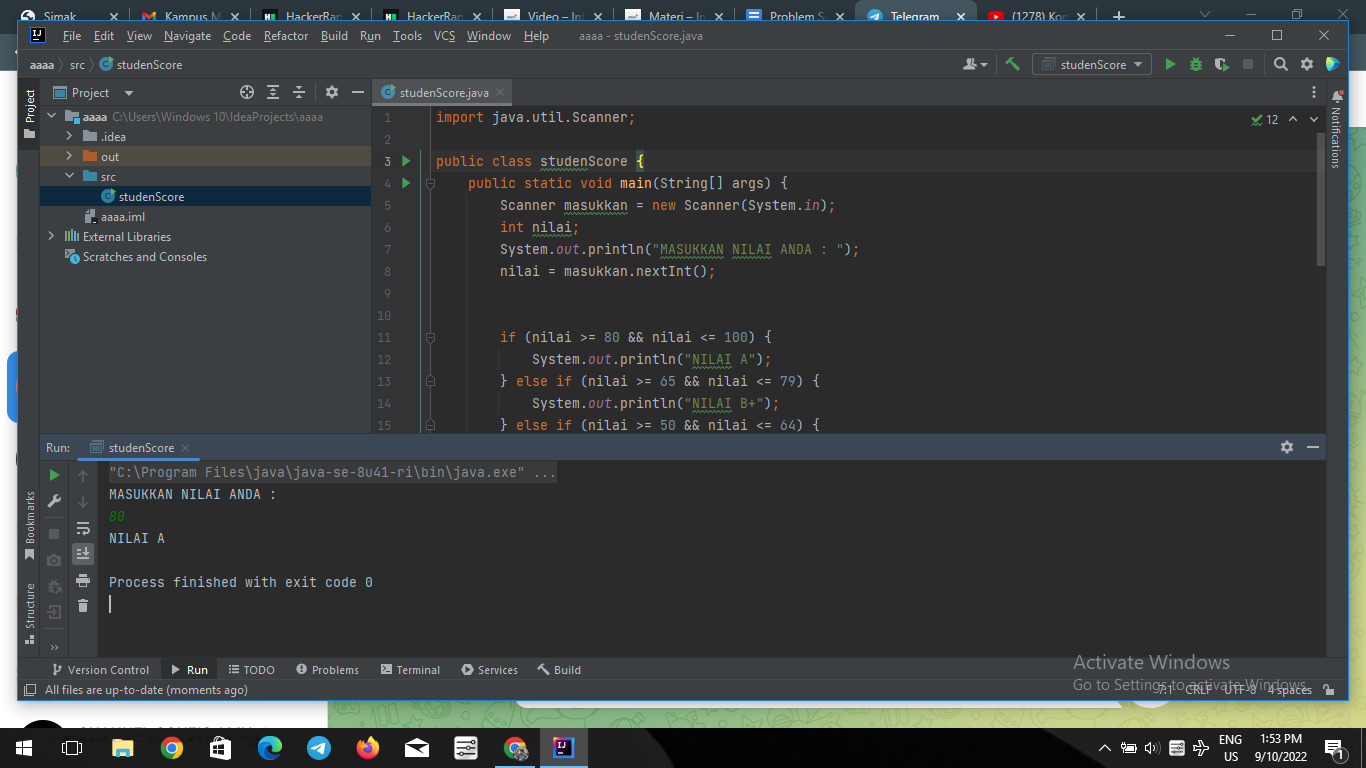 Simak
Kampus M
HackerRan
HackerRan
Video – In
Materi – In
Problem S
Telegram
(1278) Kon
File Edit View Navigate Code Refactor Build Run Tools VCS Window Help aaaa - studenScore.java
aaaa src studenScore
studenScore
Project
studenScore.java
Project
aaaa C:\Users\Windows 10\IdeaProjects\aaaa
.idea
out
src
studenScore
aaaa.iml
External Libraries
Scratches and Consoles
1 import java.util.Scanner;
2
3 public class studenScore {
4 public static void main(String[] args) {
5 Scanner masukkan = new Scanner(System.in);
6 int nilai;
7 System.out.println("MASUKKAN NILAI ANDA : ");
8 nilai = masukkan.nextInt();
9
10
11 if (nilai >= 80 && nilai <= 100) {
12 System.out.println("NILAI A");
13 } else if (nilai >= 65 && nilai <= 79) {
14 System.out.println("NILAI B+");
15 } else if (nilai >= 50 && nilai <= 64) {
12
Notifications
Run: studenScore
"C:\Program Files\java\java-se-8u41-ri\bin\java.exe" ...
MASUKKAN NILAI ANDA :
80
NILAI A
Process finished with exit code 0
Bookmarks
Structure
Version Control Run TODO Problems Terminal Services Build
All files are up-to-date (moments ago)
7:1 CRLF UTF-8 4 spaces
Activate Windows
Go to Settings to activate Windows.
ENG
US
1:53 PM
9/10/2022
1